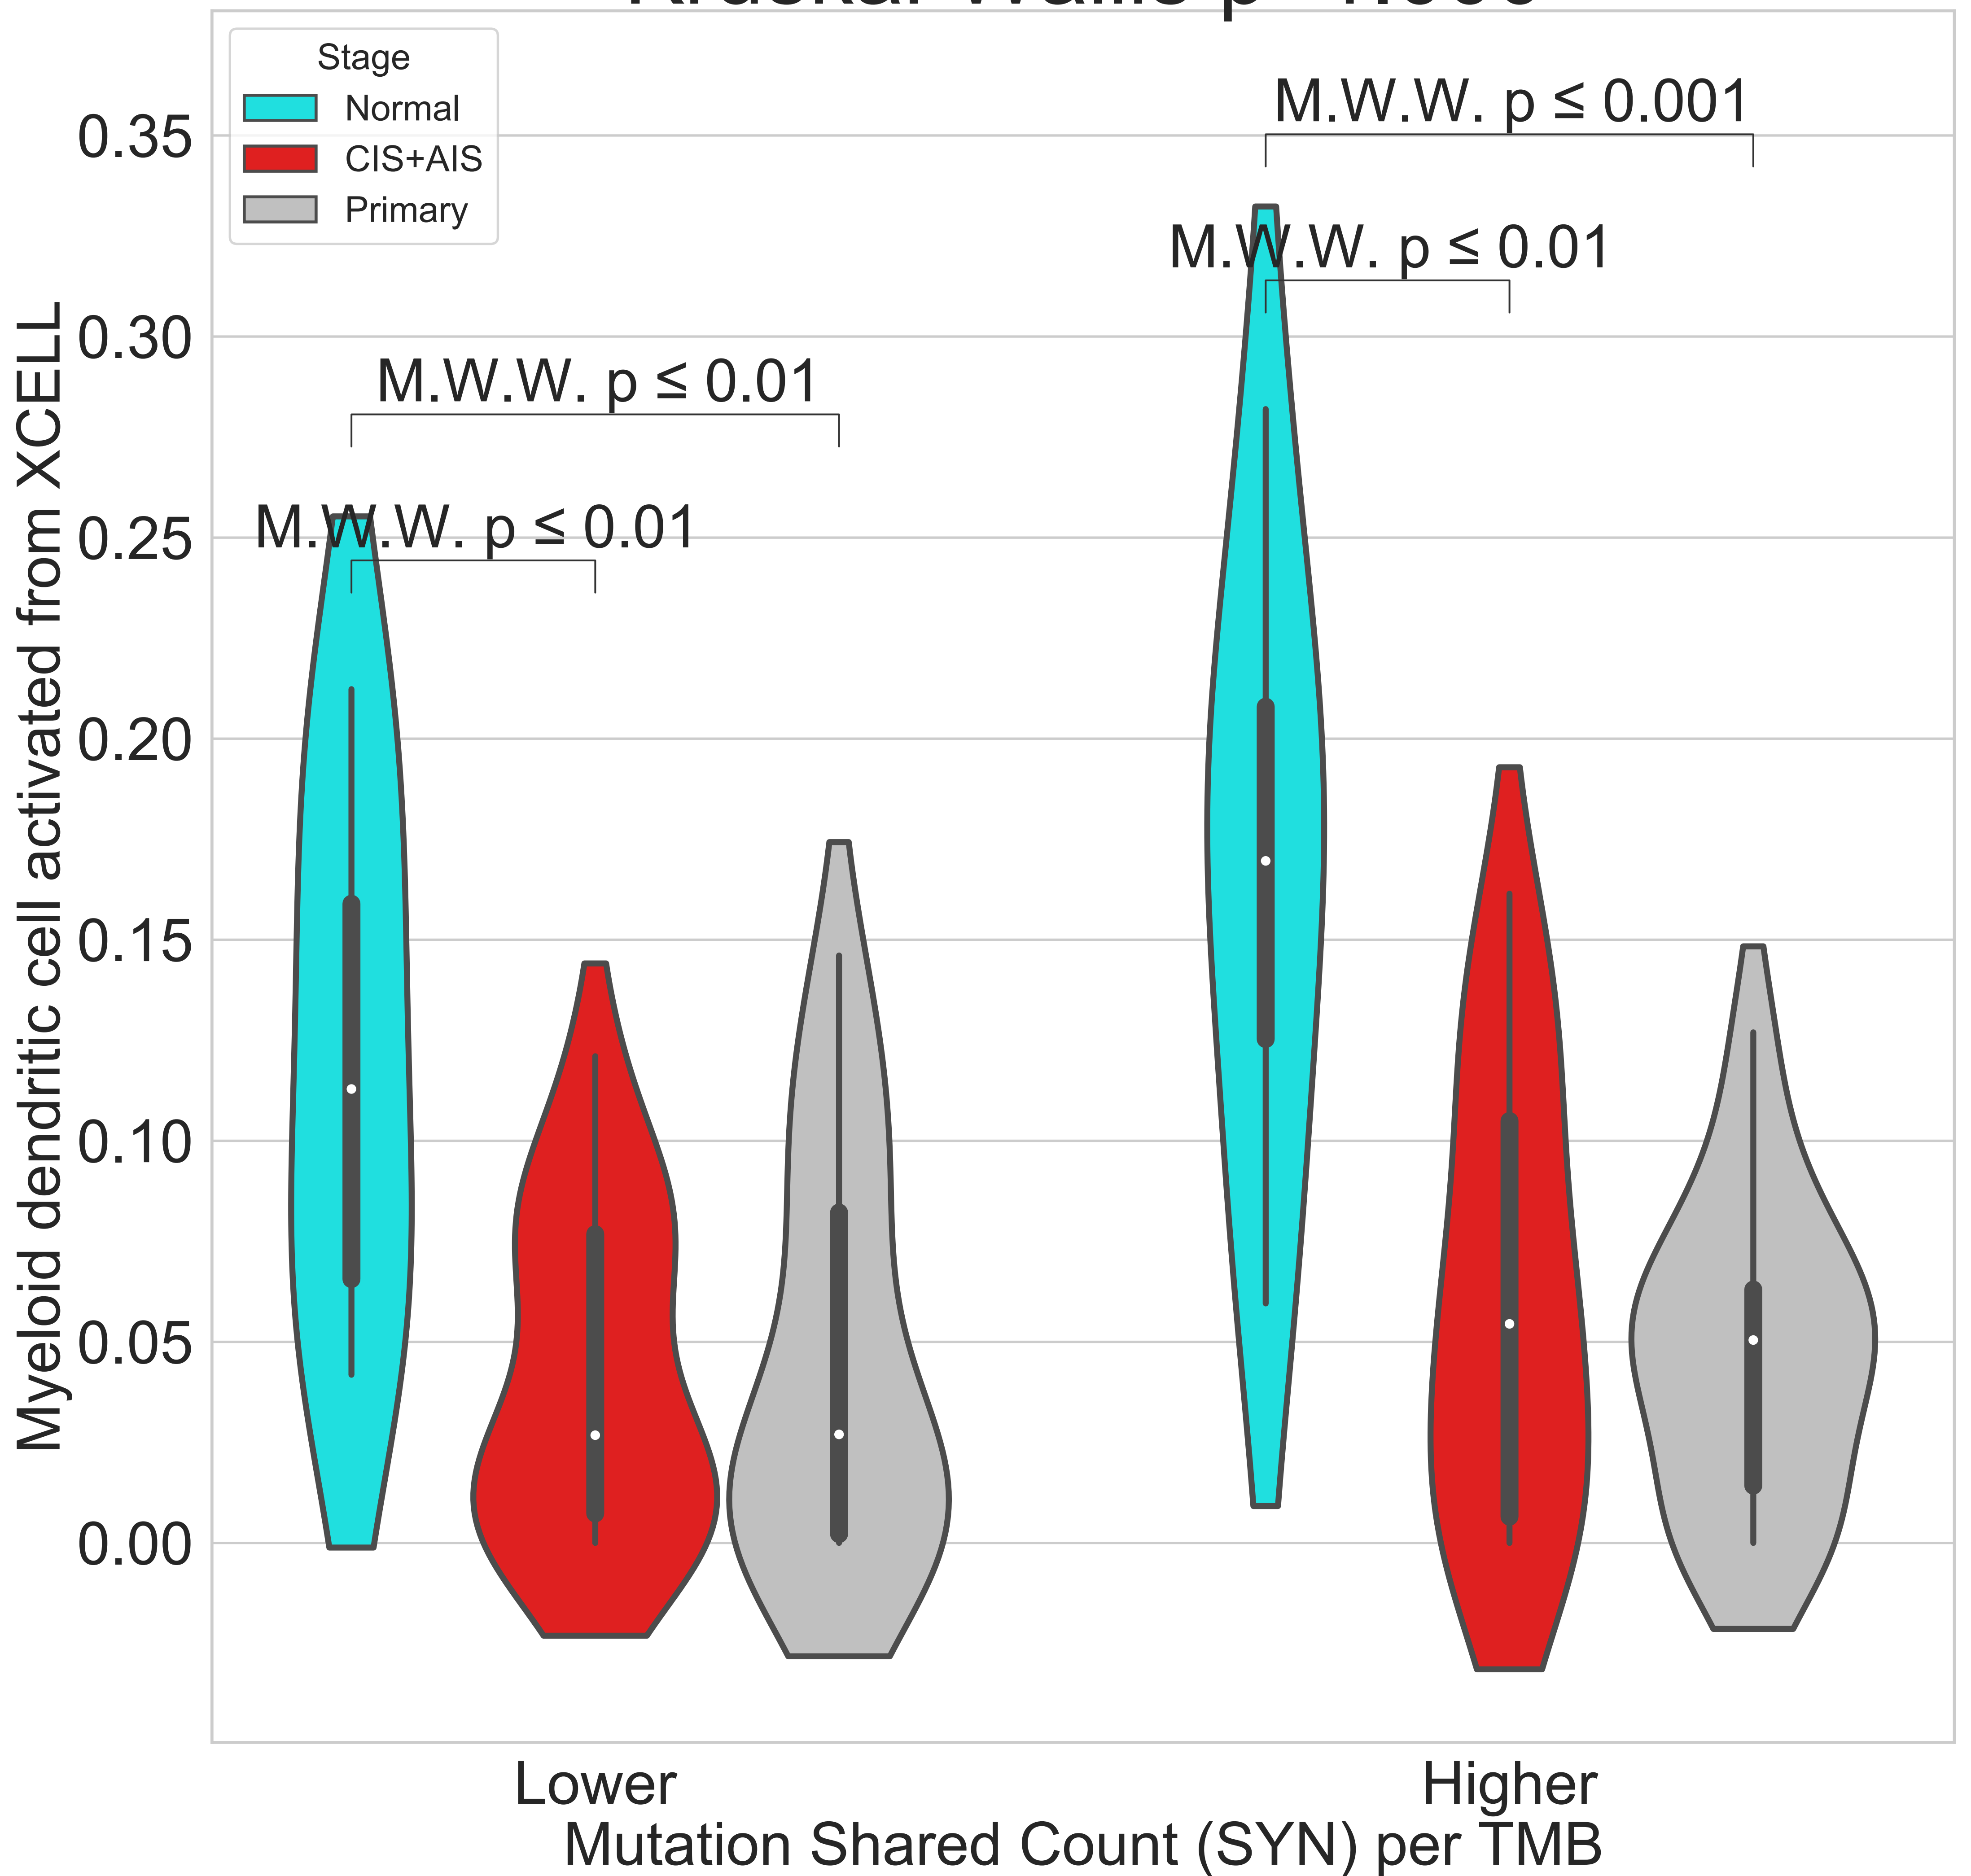 Stage
Normal
CIS+AIS
Primary
M.W.W. p ≤ 0.001
M.W.W. p ≤ 0.01
M.W.W. p ≤ 0.01
M.W.W. p ≤ 0.01
0.35
0.30
0.25
0.20
0.15
0.10
0.05
0.00
Myeloid dendritic cell activated from XCELL
Lower
Higher
Mutation Shared Count (SYN) per TMB